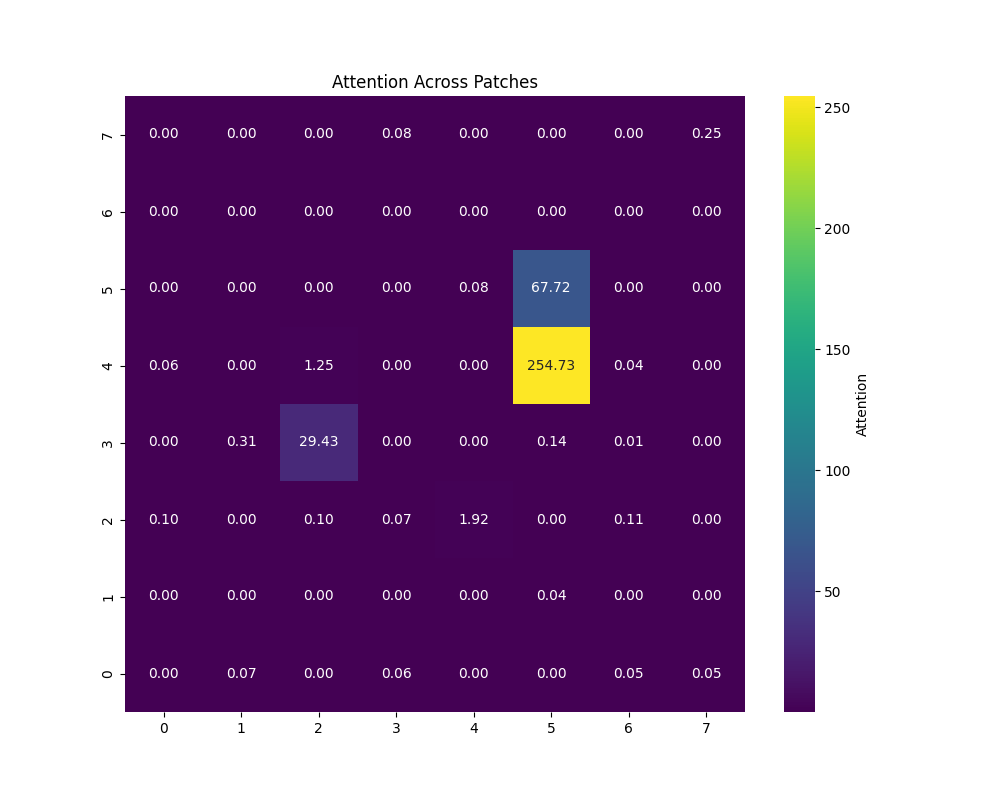 Attention Across Patches
7 0.00 0.00 0.00 0.08 0.00 0.00 0.00 0.25
6 0.00 0.00 0.00 0.00 0.00 0.00 0.00 0.00
5 0.00 0.00 0.00 0.00 0.08 67.72 0.00 0.00
4 0.06 0.00 1.25 0.00 0.00 254.73 0.04 0.00
3 0.00 0.31 29.43 0.00 0.00 0.14 0.01 0.00
2 0.10 0.00 0.10 0.07 1.92 0.00 0.11 0.00
1 0.00 0.00 0.00 0.00 0.00 0.04 0.00 0.00
0 0.00 0.07 0.00 0.06 0.00 0.00 0.05 0.05
0 1 2 3 4 5 6 7
250
200
150
100
50
Attention